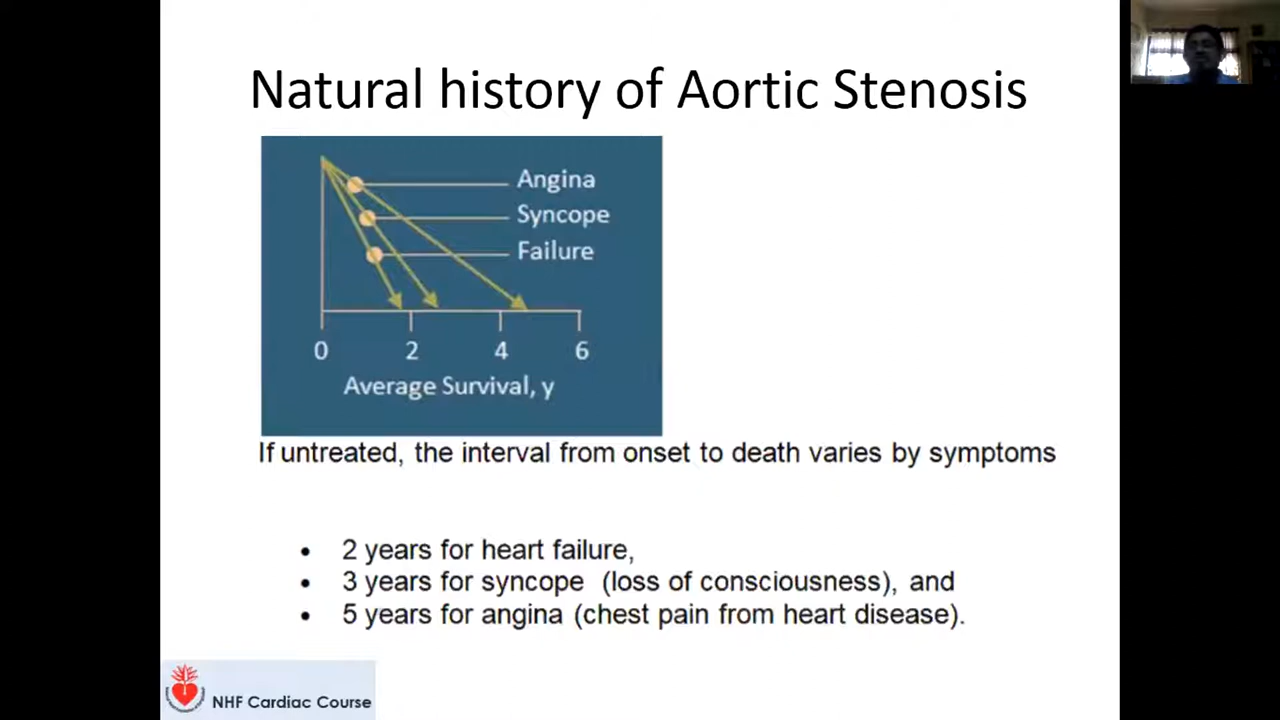 Natural history of Aortic Stenosis
Angina
Syncope
Failure
0 2 4 6
Average Survival, y
If untreated, the interval from onset to death varies by symptoms
• 2 years for heart failure,
• 3 years for syncope (loss of consciousness), and
• 5 years for angina (chest pain from heart disease).
NHF Cardiac Course